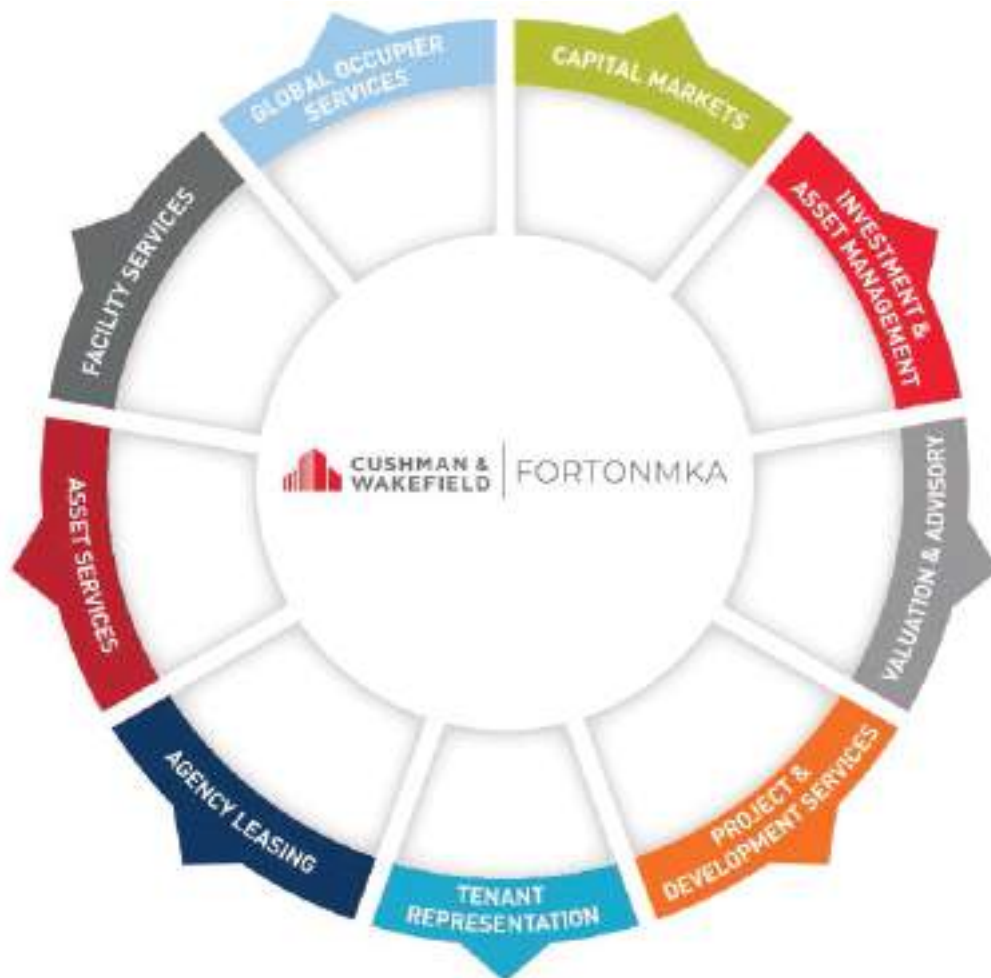 GLOBAL OCCUPIER
SERVICES
CAPITAL MARKETS
INVESTMENT &
ASSET MANAGEMENT
VALUATION & ADVISORY
PROJECT &
DEVELOPMENT SERVICES
TENANT
REPRESENTATION
AGENCY LEASING
ASSET SERVICES
FACILITY SERVICES
CUSHMAN &
WAKEFIELD
FORTONMKA